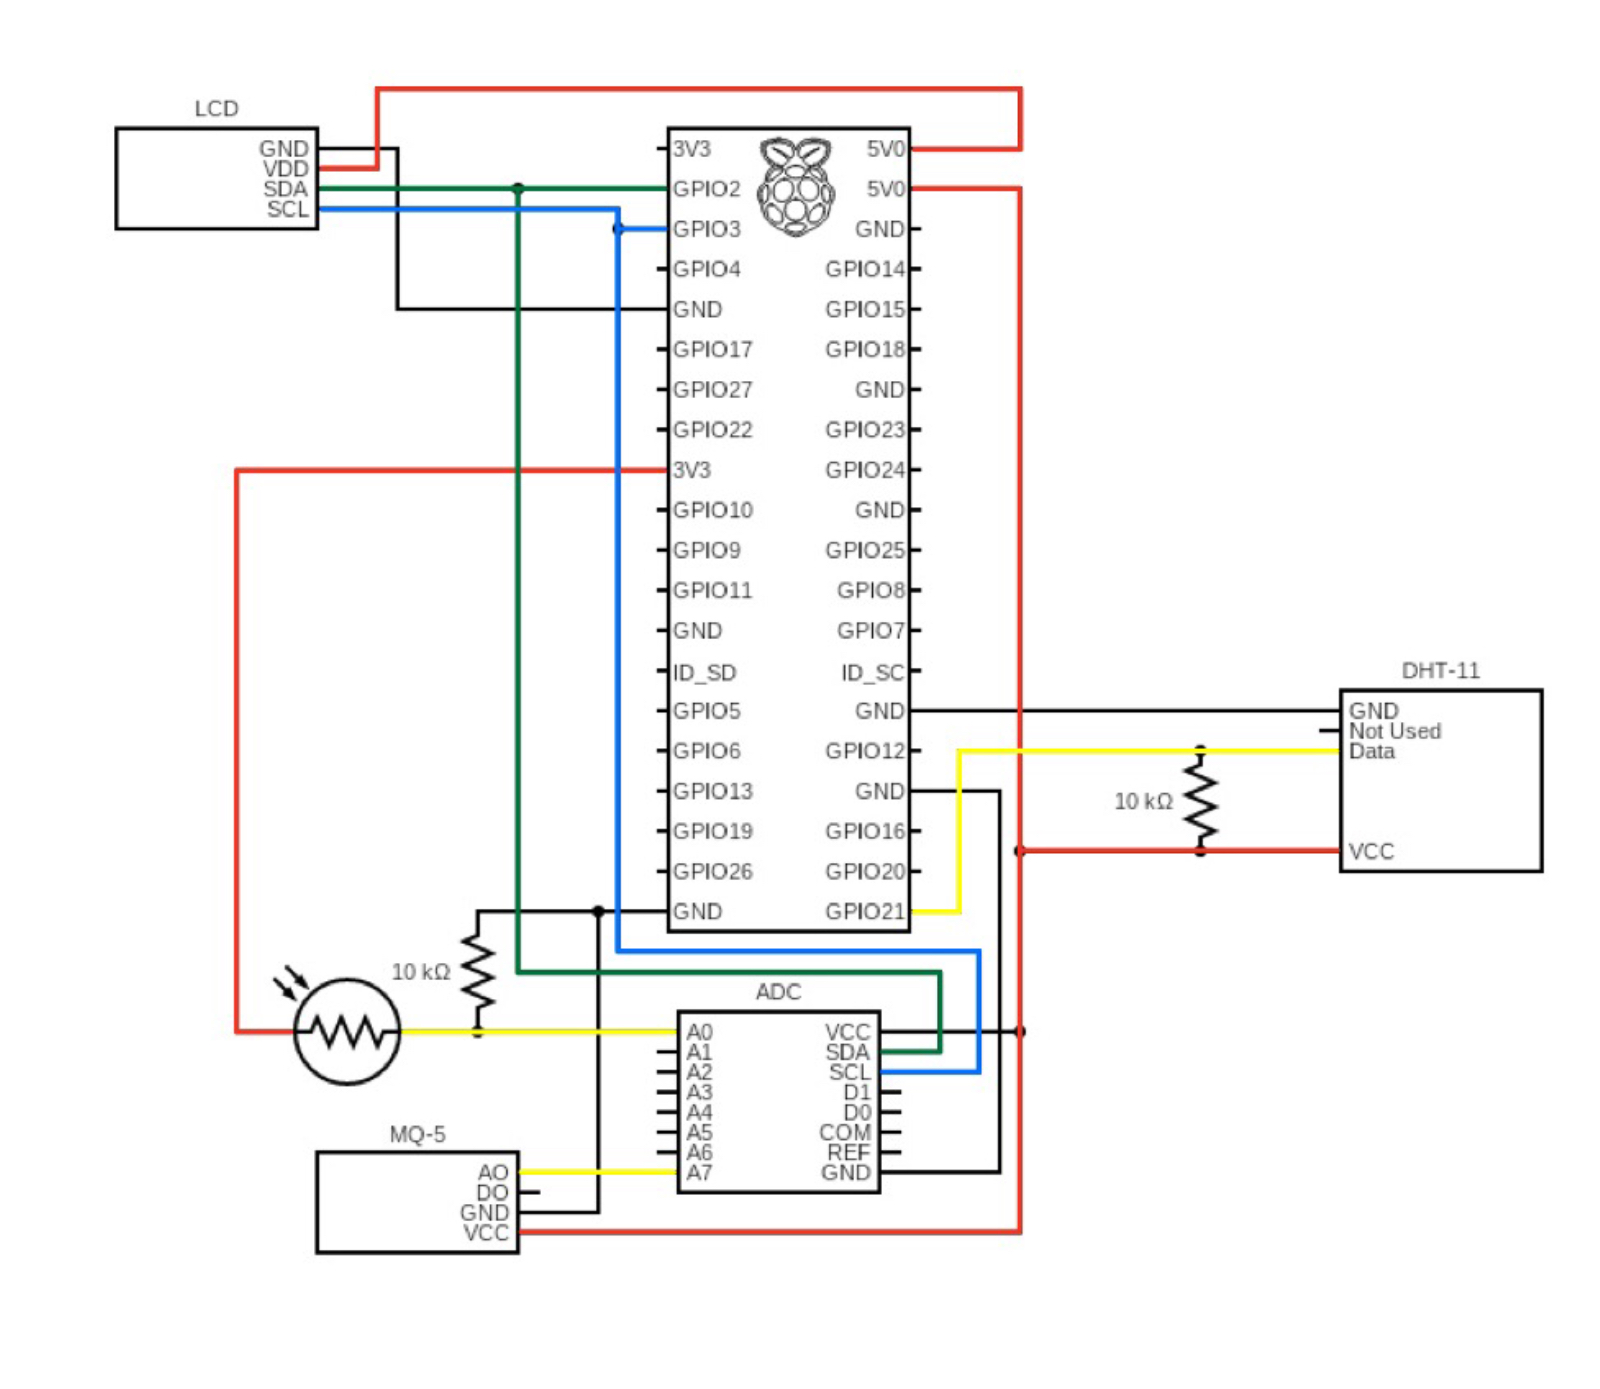 LCD
GND
VDD
SDA
SCL
3V3
GPIO2
GPIO3
GPIO4
GND
GPIO17
GPIO27
GPIO22
3V3
GPIO10
GPIO9
GPIO11
GND
ID_SD
GPIO5
GPIO6
GPIO13
GPIO19
GPIO26
GND
5V0
5V0
GND
GPIO14
GPIO15
GPIO18
GND
GPIO23
GPIO24
GND
GPIO25
GPIO8
GPIO7
ID_SC
GND
GPIO12
GND
GPIO16
GPIO20
GPIO21
DHT-11
GND
Not Used
Data
VCC
10 kΩ
10 kΩ
ADC
A0
A1
A2
A3
A4
A5
A6
A7
VCC
SDA
SCL
D1
D0
COM
REF
GND
MQ-5
AO
DO
GND
VCC